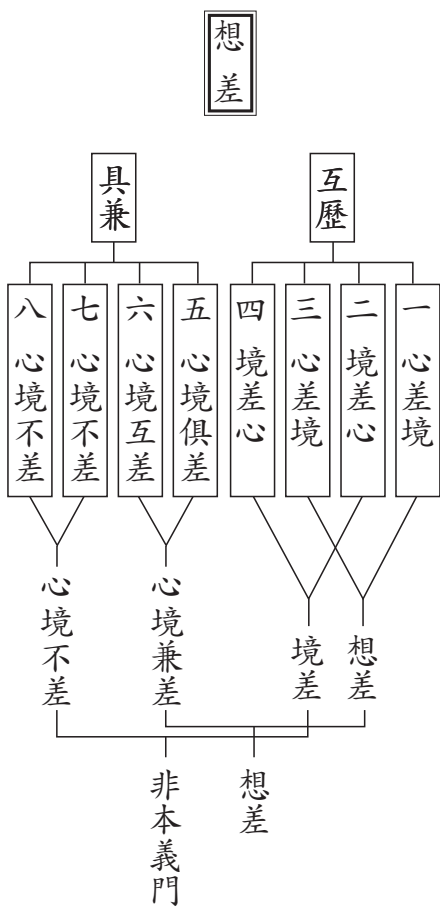 想差
互歷
具兼
一 心差境
二 境差心
三 心差境
四 境差心
五 心境俱差
六 心境互差
七 心境不差
八 心境不差
想差
境差
心境兼差
心境不差
想差
非本義門